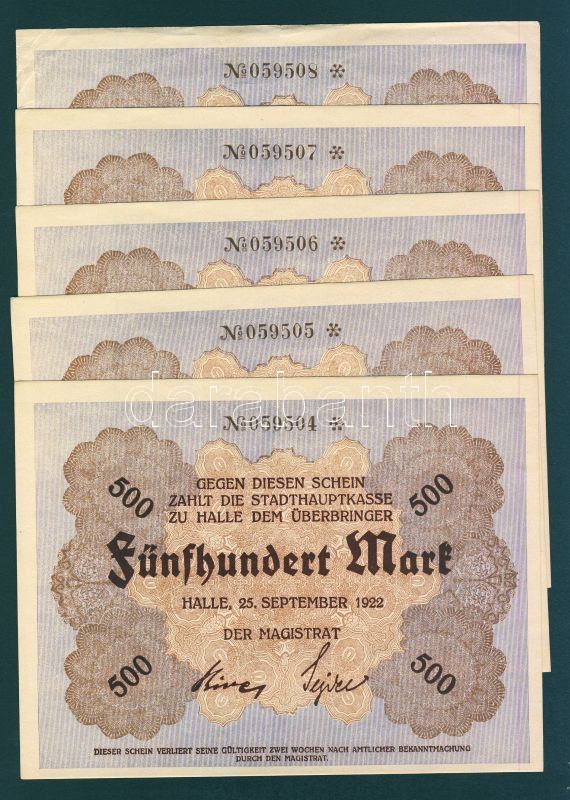 №059508 *
№059507 *
№059506 *
№059505 *
darabanth
№059504 *
500
500
GEGEN DIESEN SCHEIN
ZAHLT DIE STADTHAUPTKASSE
ZU HALLE DEM ÜBERBRINGER
Fünfhundert Mark
HALLE, 25. SEPTEMBER 1922
DER MAGISTRAT
500
500
DIESER SCHEIN VERLIERT SEINE GÜLTIGKEIT ZWEI WOCHEN NACH AMTLICHER BEKANNTMACHUNG
DURCH DEN MAGISTRAT.